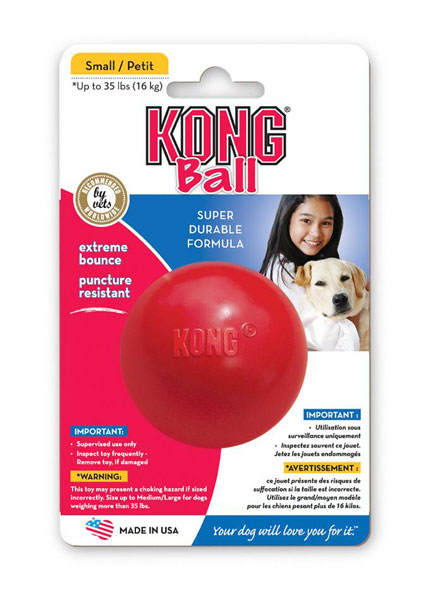 Small / Petit
*Up to 35 lbs (16 kg)
KONG®
Ball
RECOMMENDED
by
vets
WORLDWIDE
SUPER
DURABLE
FORMULA
extreme
bounce
puncture
resistant
KONG®
IMPORTANT:
• Supervised use only
• Inspect toy frequently -
Remove toy, if damaged
*WARNING:
This toy may present a choking hazard if sized
incorrectly. Size up to Medium/Large for dogs
weighing more than 35 lbs.
MADE IN USA
IMPORTANT :
• Utilisation sous
surveillance uniquement
• Inspectez souvent ce jouet.
Jetez les jouets endommagés
*AVERTISSEMENT :
ce jouet présente des risques de
suffocation si la taille est incorrecte.
Utilisez le grand/moyen modèle
pour les chiens pesant plus de 16 kilos.
Your dog will love you for it.™